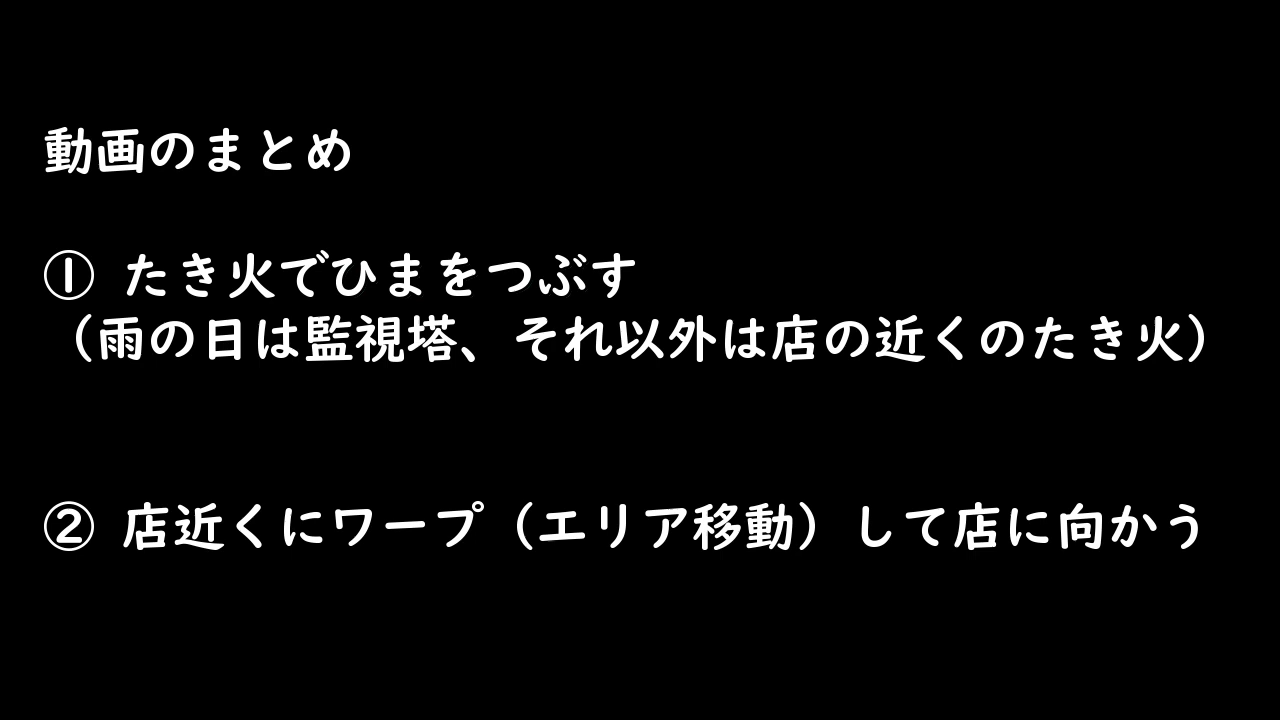 動画のまとめ
① たき火でひまをつぶす
（雨の日は監視塔、それ以外は店の近くのたき火）
② 店近くにワープ（エリア移動）して店に向かう